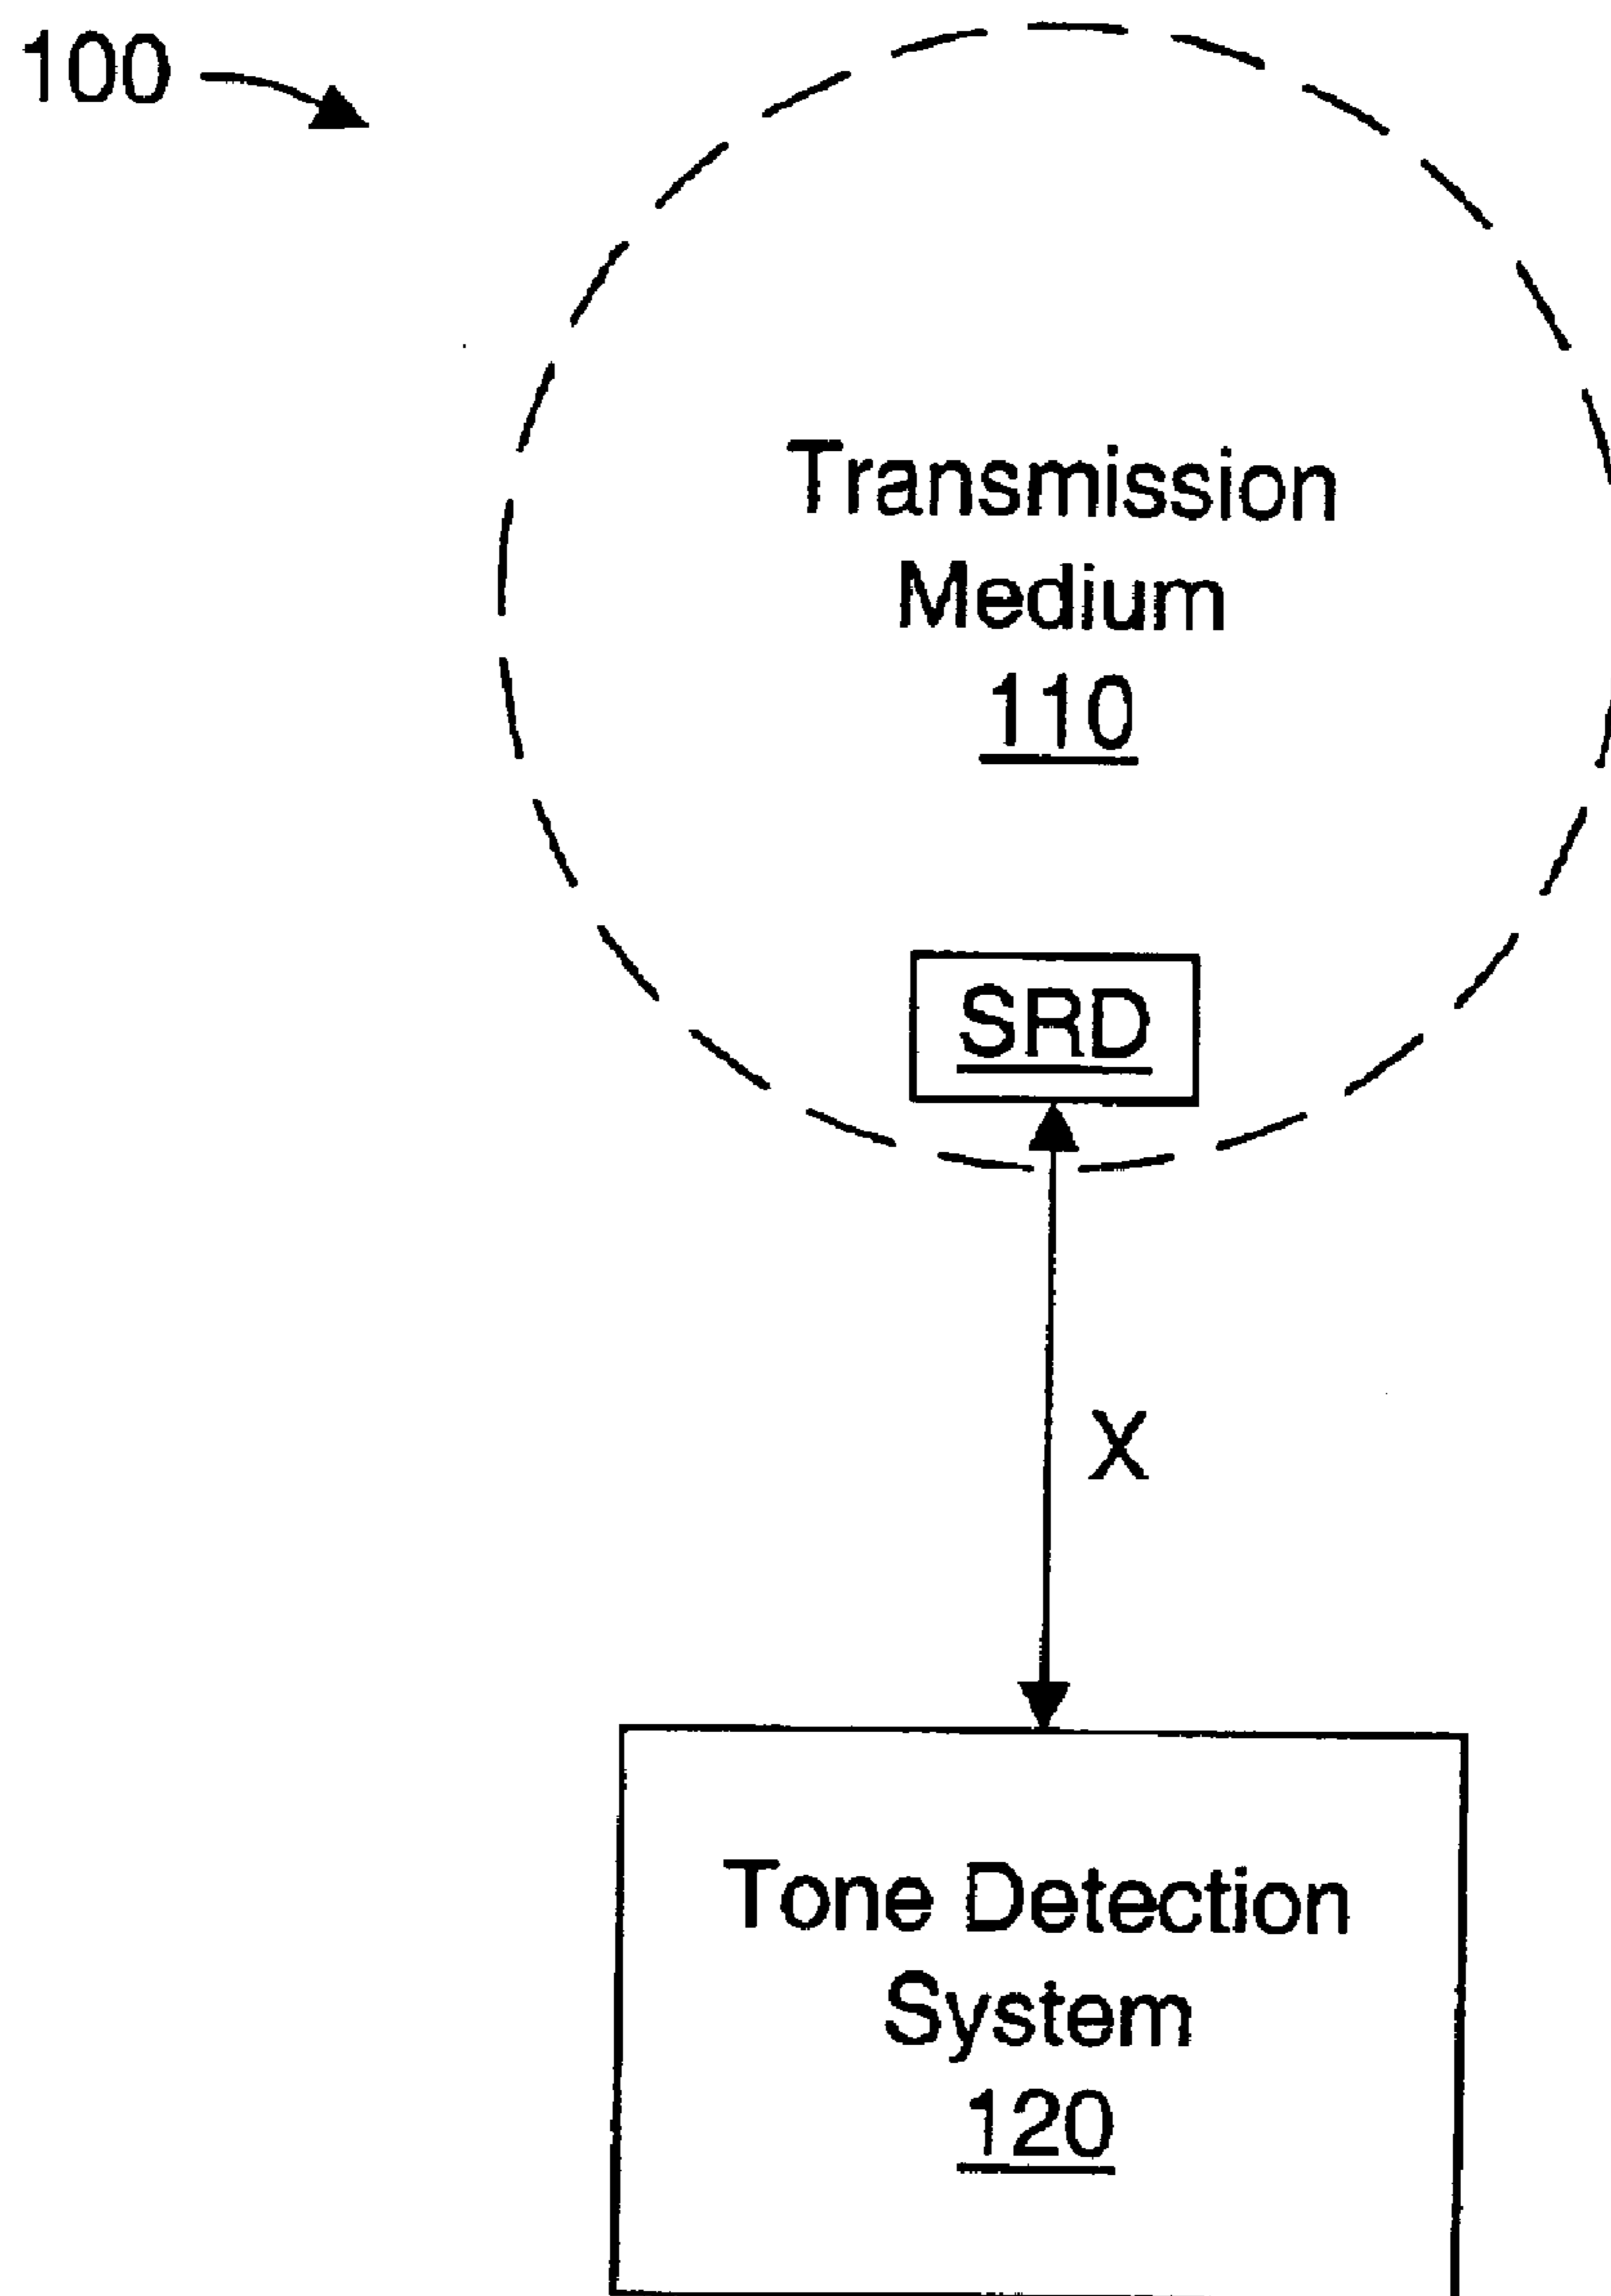 100
Transmission
Medium
110
SRD
X
Tone Detection
System
120